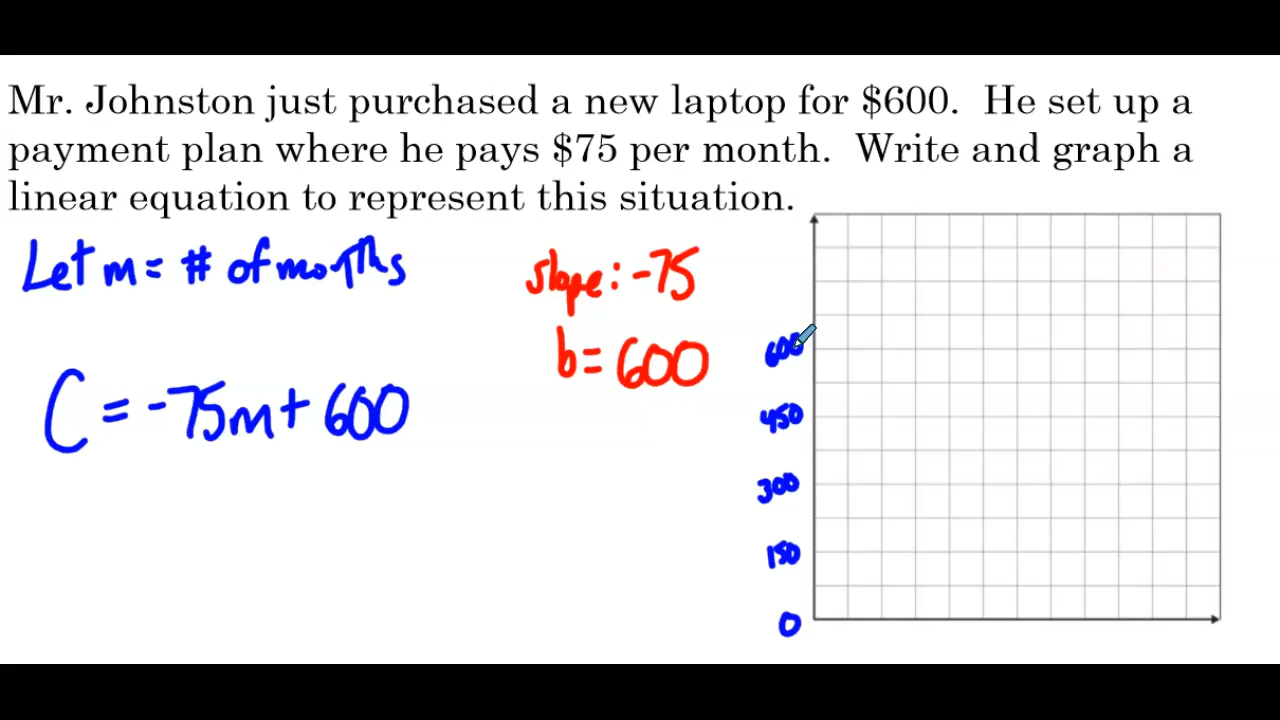 Mr. Johnston just purchased a new laptop for $600. He set up a
payment plan where he pays $75 per month. Write and graph a
linear equation to represent this situation.
Let m = # of months
slope: -75
b = 600
C = -75m + 600
600
450
300
150
0